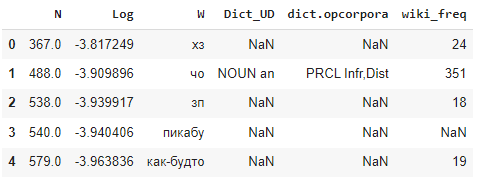 N Log W Dict_UD dict.opcorpora wiki_freq
0 367.0 -3.817249 хз NaN NaN 24
1 488.0 -3.909896 чо NOUN an PRCL Infr,Dist 351
2 538.0 -3.939917 зп NaN NaN 18
3 540.0 -3.940406 пикабу NaN NaN NaN
4 579.0 -3.963836 как-будто NaN NaN 19